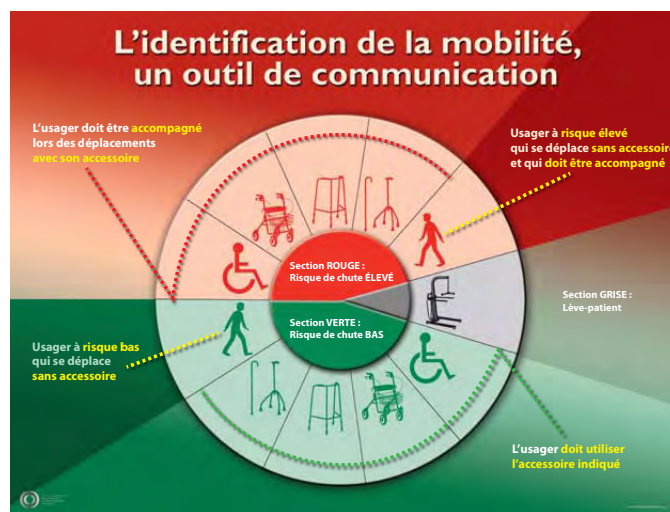 L'identification de la mobilité,
un outil de communication
L'usager doit être accompagné
lors des déplacements
avec son accessoire
Usager à risque élevé
qui se déplace sans accessoire
et qui doit être accompagné
Section ROUGE :
Risque de chute ÉLEVÉ
Section GRISE :
Lève-patient
Section VERTE :
Risque de chute BAS
Usager à risque bas
qui se déplace
sans accessoire
L'usager doit utiliser
l'accessoire indiqué